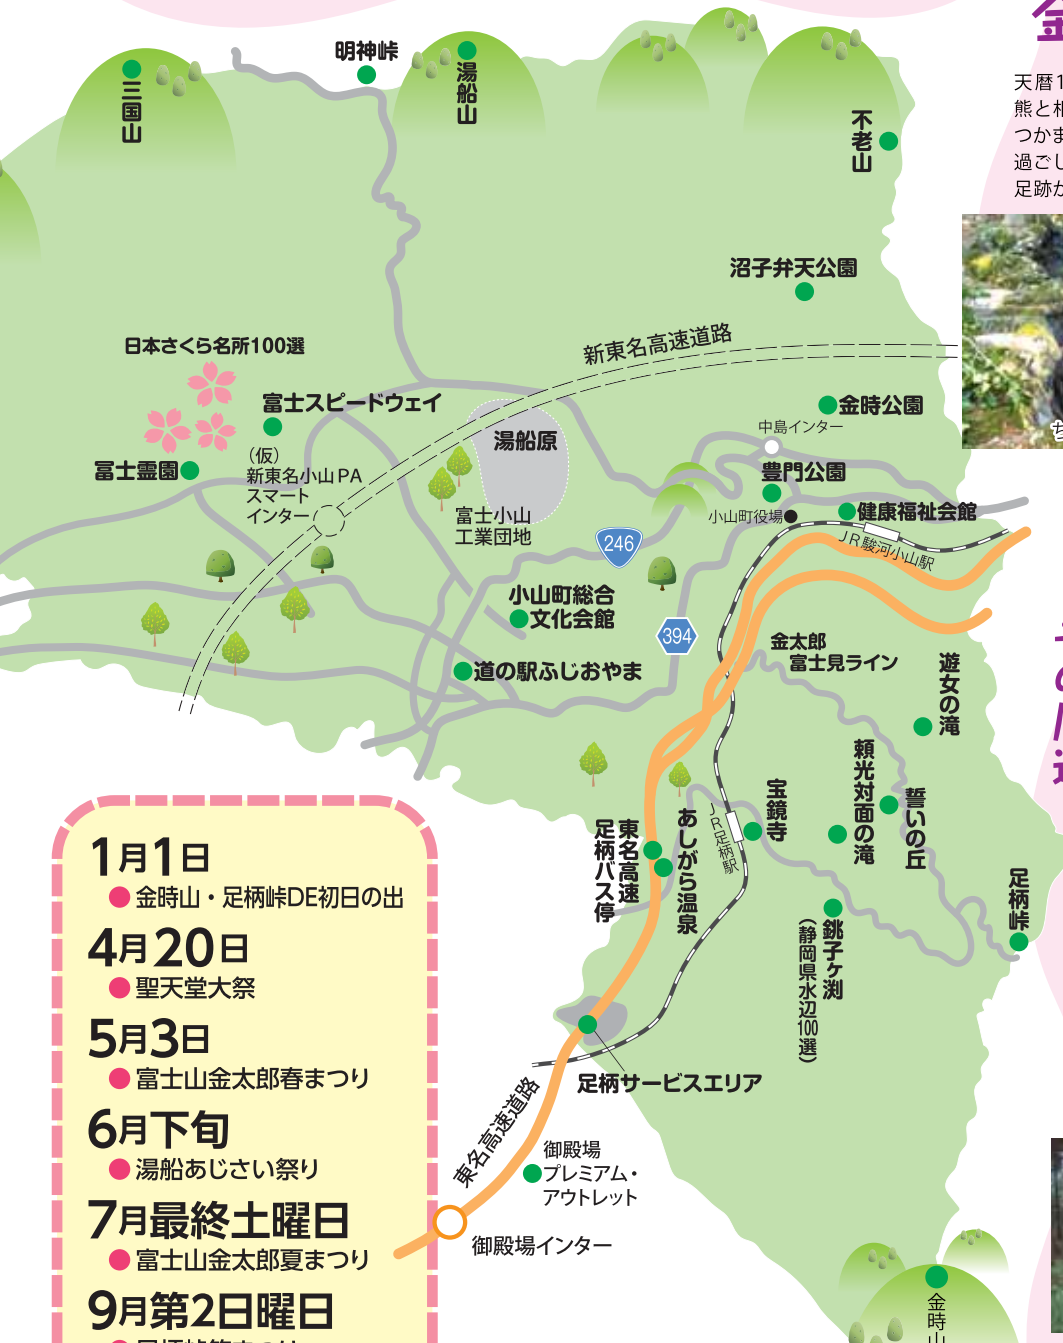 明神峠
三国山
湯船山
不老山
沼子弁天公園
日本さくら名所100選
新東名高速道路
富士スピードウェイ
湯船原
金時公園
中島インター
冨士霊園
(仮)
新東名小山PA
スマート
インター
豊門公園
富士小山
工業団地
小山町役場
健康福祉会館
JR駿河小山駅
246
小山町総合
文化会館
394
金太郎
富士見ライン
道の駅ふじおやま
遊女の滝
頼光対面の滝
誓いの丘
宝鏡寺
JR足柄駅
あしがら温泉
東名高速
足柄バス停
足柄峠
銚子ヶ渕
(静岡県水辺100選)
足柄サービスエリア
東名高速道路
御殿場
プレミアム・
アウトレット
御殿場インター
金時山
1月1日
金時山・足柄峠DE初日の出
4月20日
聖天堂大祭
5月3日
富士山金太郎春まつり
6月下旬
湯船あじさい祭り
7月最終土曜日
富士山金太郎夏まつり
9月第2日曜日
金
天暦1
熊と相
つかま
過ごし
足跡が
ち